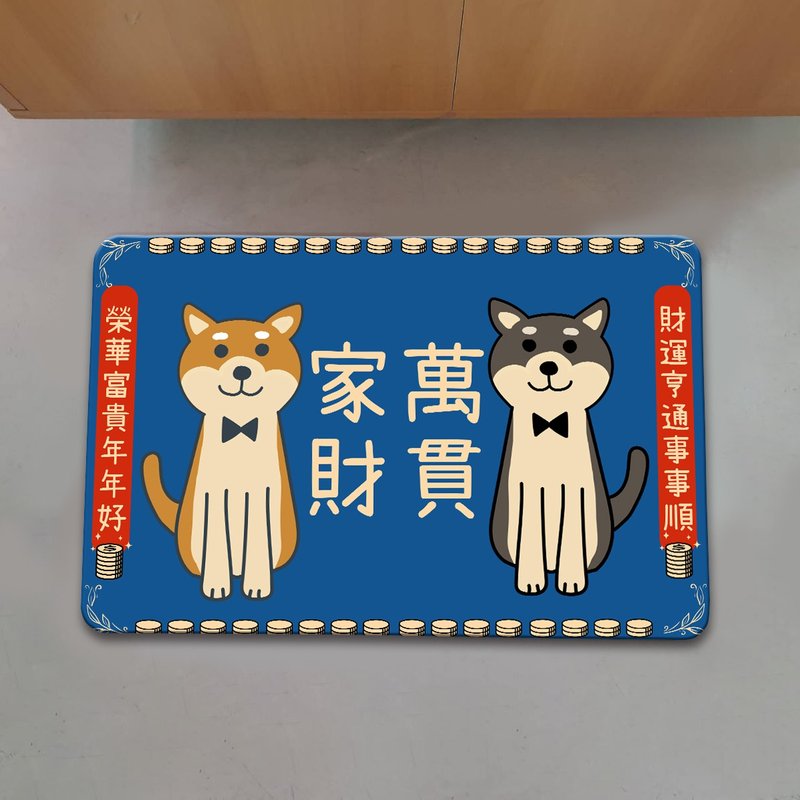 財運亨通事事順
萬貫
家財
榮華富貴年年好